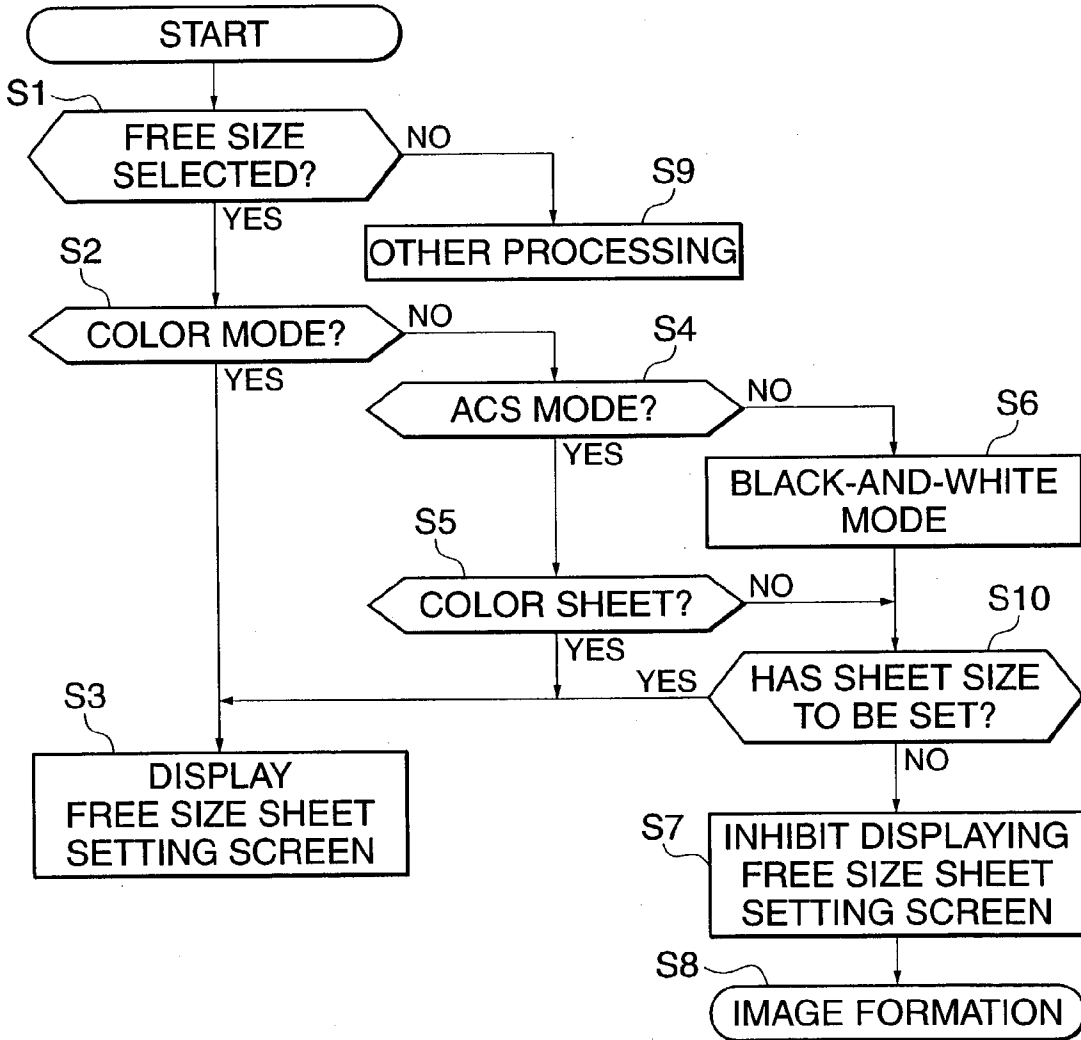 START
S1
FREE SIZE
SELECTED?
NO
YES
S9
OTHER PROCESSING
S2
COLOR MODE?
NO
YES
S4
ACS MODE?
NO
YES
S6
BLACK-AND-WHITE
MODE
S5
COLOR SHEET?
NO
YES
S10
HAS SHEET SIZE
TO BE SET?
YES
NO
S3
DISPLAY
FREE SIZE SHEET
SETTING SCREEN
S7
INHIBIT DISPLAYING
FREE SIZE SHEET
SETTING SCREEN
S8
IMAGE FORMATION